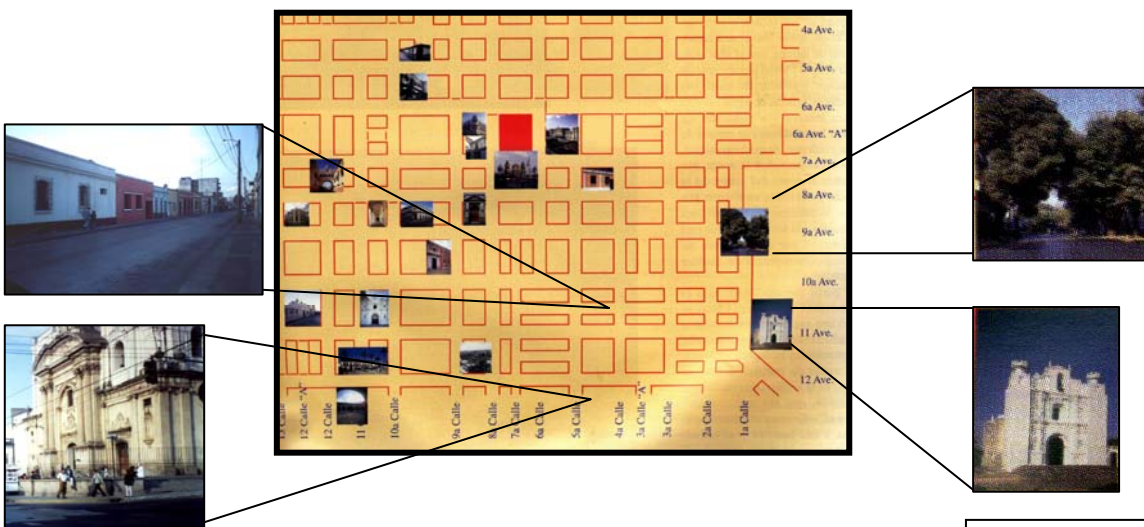 4a Ave.
5a Ave.
6a Ave.
6a Ave. "A"
7a Ave.
8a Ave.
9a Ave.
10a Ave.
11 Ave.
12 Ave.
Calle
12 Calle "A"
12 Calle
11
10a Calle
9a Calle
8a Calle
7a Calle
6a Calle
5a Calle
4a Calle
3a Calle "A"
3a Calle
2a Calle
1a Calle